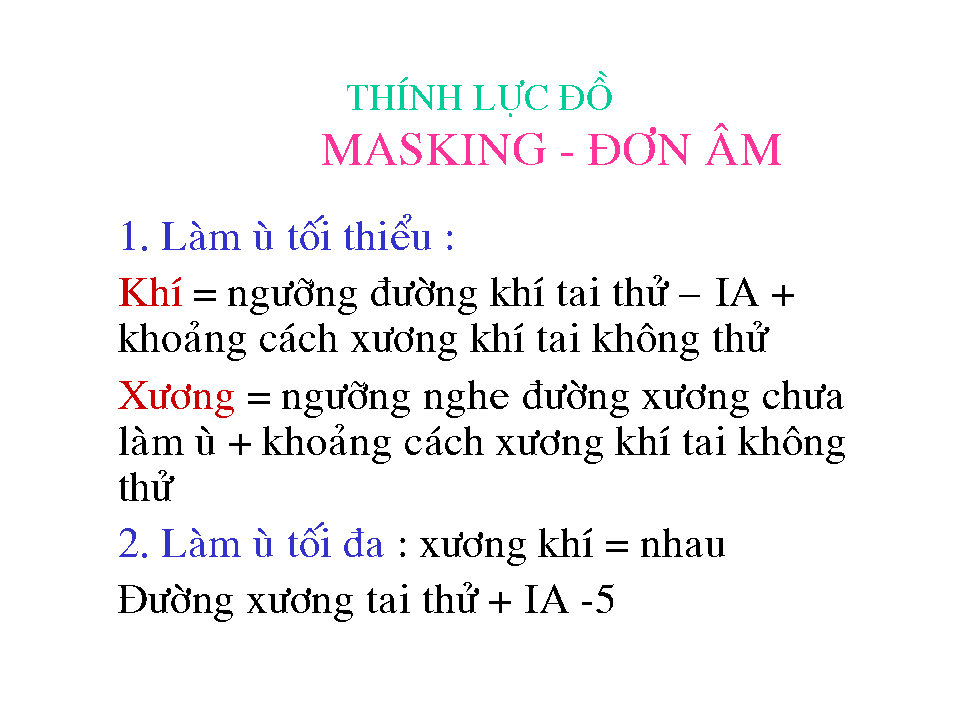 THÍNH LỰC ĐỒ
MASKING - ĐƠN ÂM
1. Làm ù tối thiểu :
Khí = ngưỡng đường khí tai thử – IA +
khoảng cách xương khí tai không thử
Xương = ngưỡng nghe đường xương chưa
làm ù + khoảng cách xương khí tai không
thử
2. Làm ù tối đa : xương khí = nhau
Đường xương tai thử + IA -5